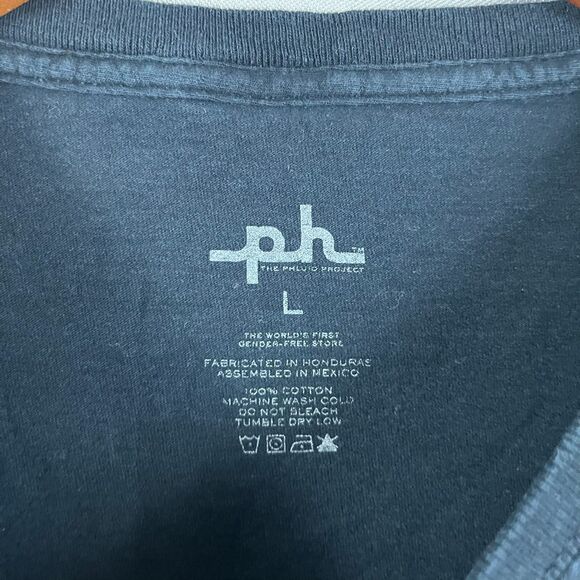 ph™
THE PHLUID PROJECT
L
THE WORLD'S FIRST
GENDER-FREE STORE
FABRICATED IN HONDURAS
ASSEMBLED IN MEXICO
100% COTTON
MACHINE WASH COLD
DO NOT BLEACH
TUMBLE DRY LOW